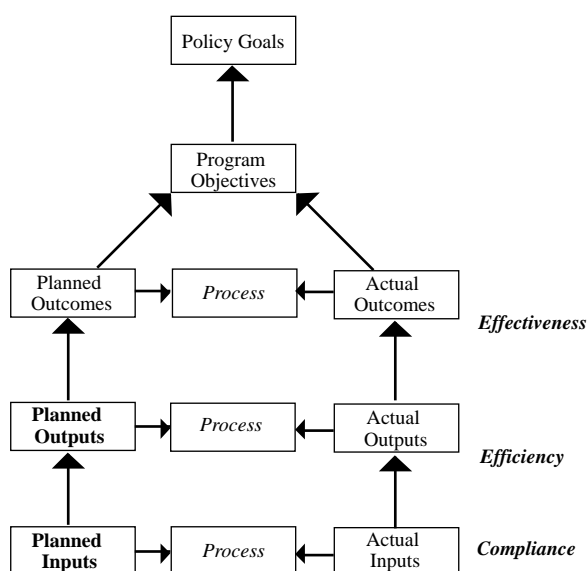 Policy Goals
Program
Objectives
Planned
Outcomes
Process
Actual
Outcomes
Effectiveness
Planned
Outputs
Process
Actual
Outputs
Efficiency
Planned
Inputs
Process
Actual
Inputs
Compliance